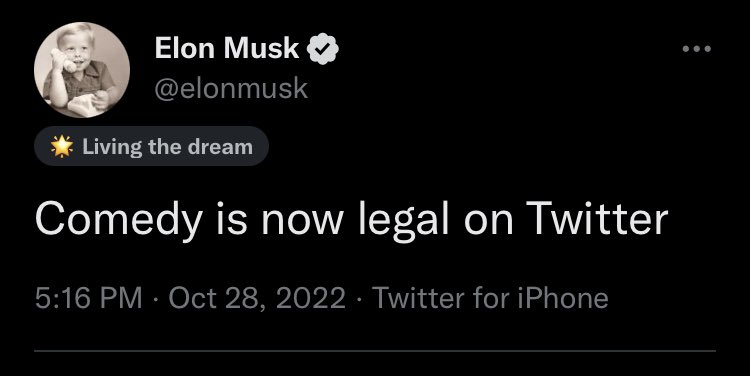 Elon Musk
@elonmusk
🌟 Living the dream
Comedy is now legal on Twitter
5:16 PM · Oct 28, 2022 · Twitter for iPhone